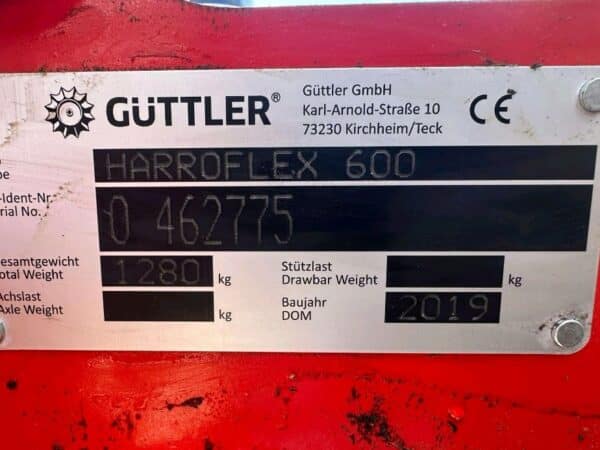 GÜTTLER®
Güttler GmbH
Karl-Arnold-Straße 10
73230 Kirchheim/Teck
CE
HARROFLEX 600
-Ident-Nr.
rial No.
0 462775
esamtgewicht
otal Weight
1280 kg
Stützlast
Drawbar Weight
kg
Achslast
Axle Weight
kg
Baujahr
DOM
2019